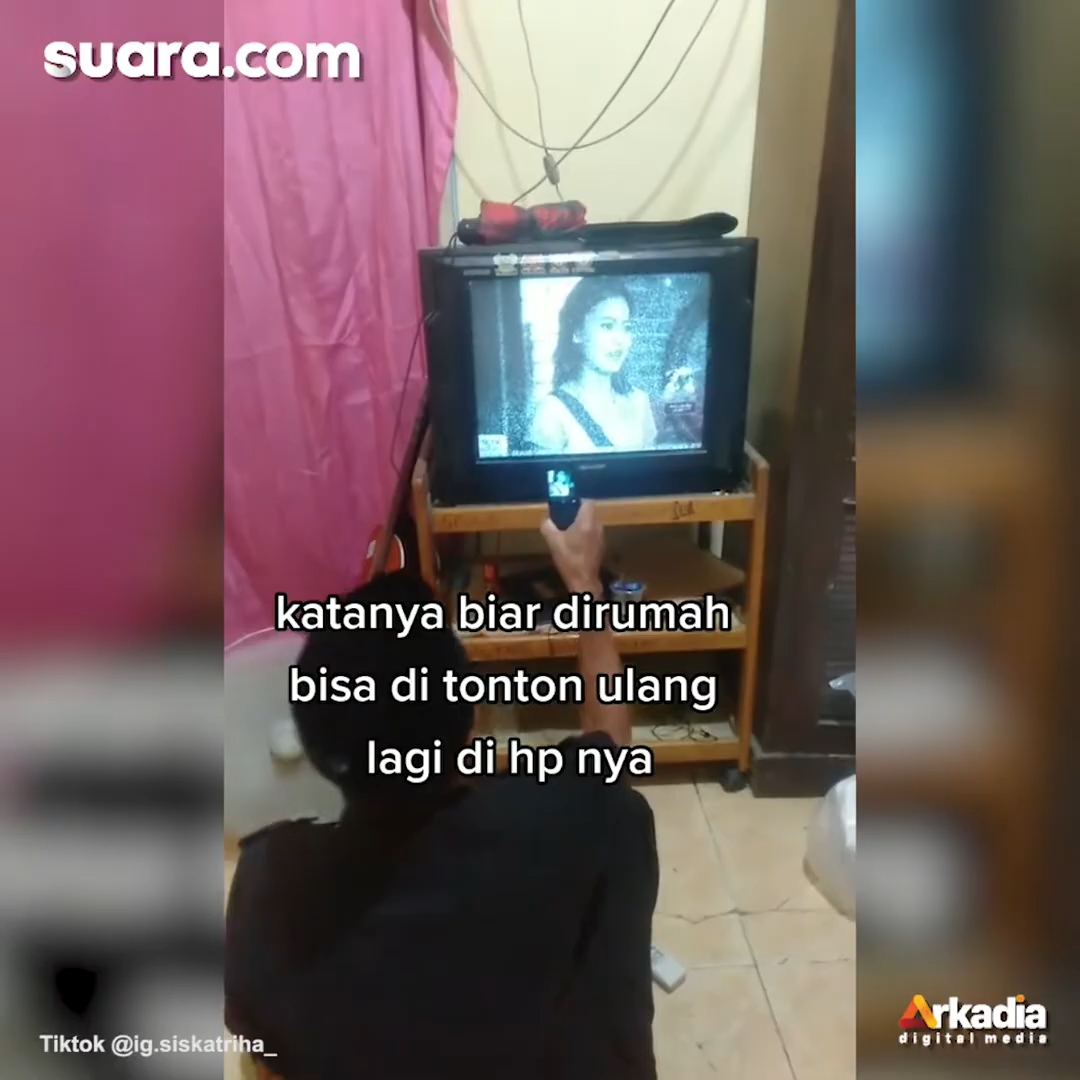 suara.com
katanya biar dirumah
bisa di tonton ulang
lagi di hp nya
Tiktok @ig.siskatriha_
Arkadia
digital media